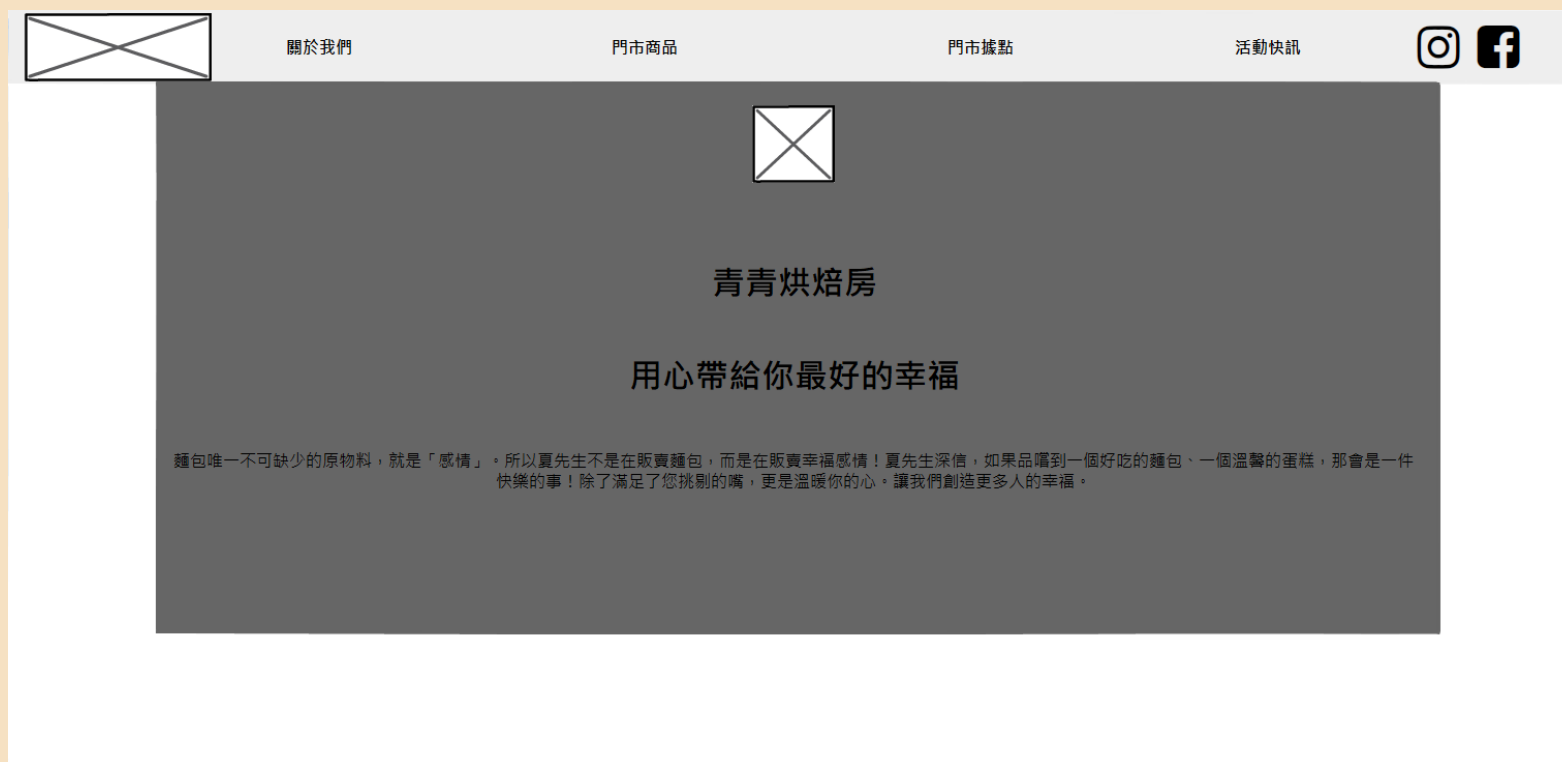 關於我們
門市商品
門市據點
活動快訊
青青烘焙房
用心帶給你最好的幸福
麵包唯一不可缺少的原物料，就是「感情」。所以夏先生不是在販賣麵包，而是在販賣幸福感情！夏先生深信，如果品嚐到一個好吃的麵包、一個溫馨的蛋糕，那會是一件
快樂的事！除了滿足了您挑剔的嘴，更是溫暖你的心。讓我們創造更多人的幸福。